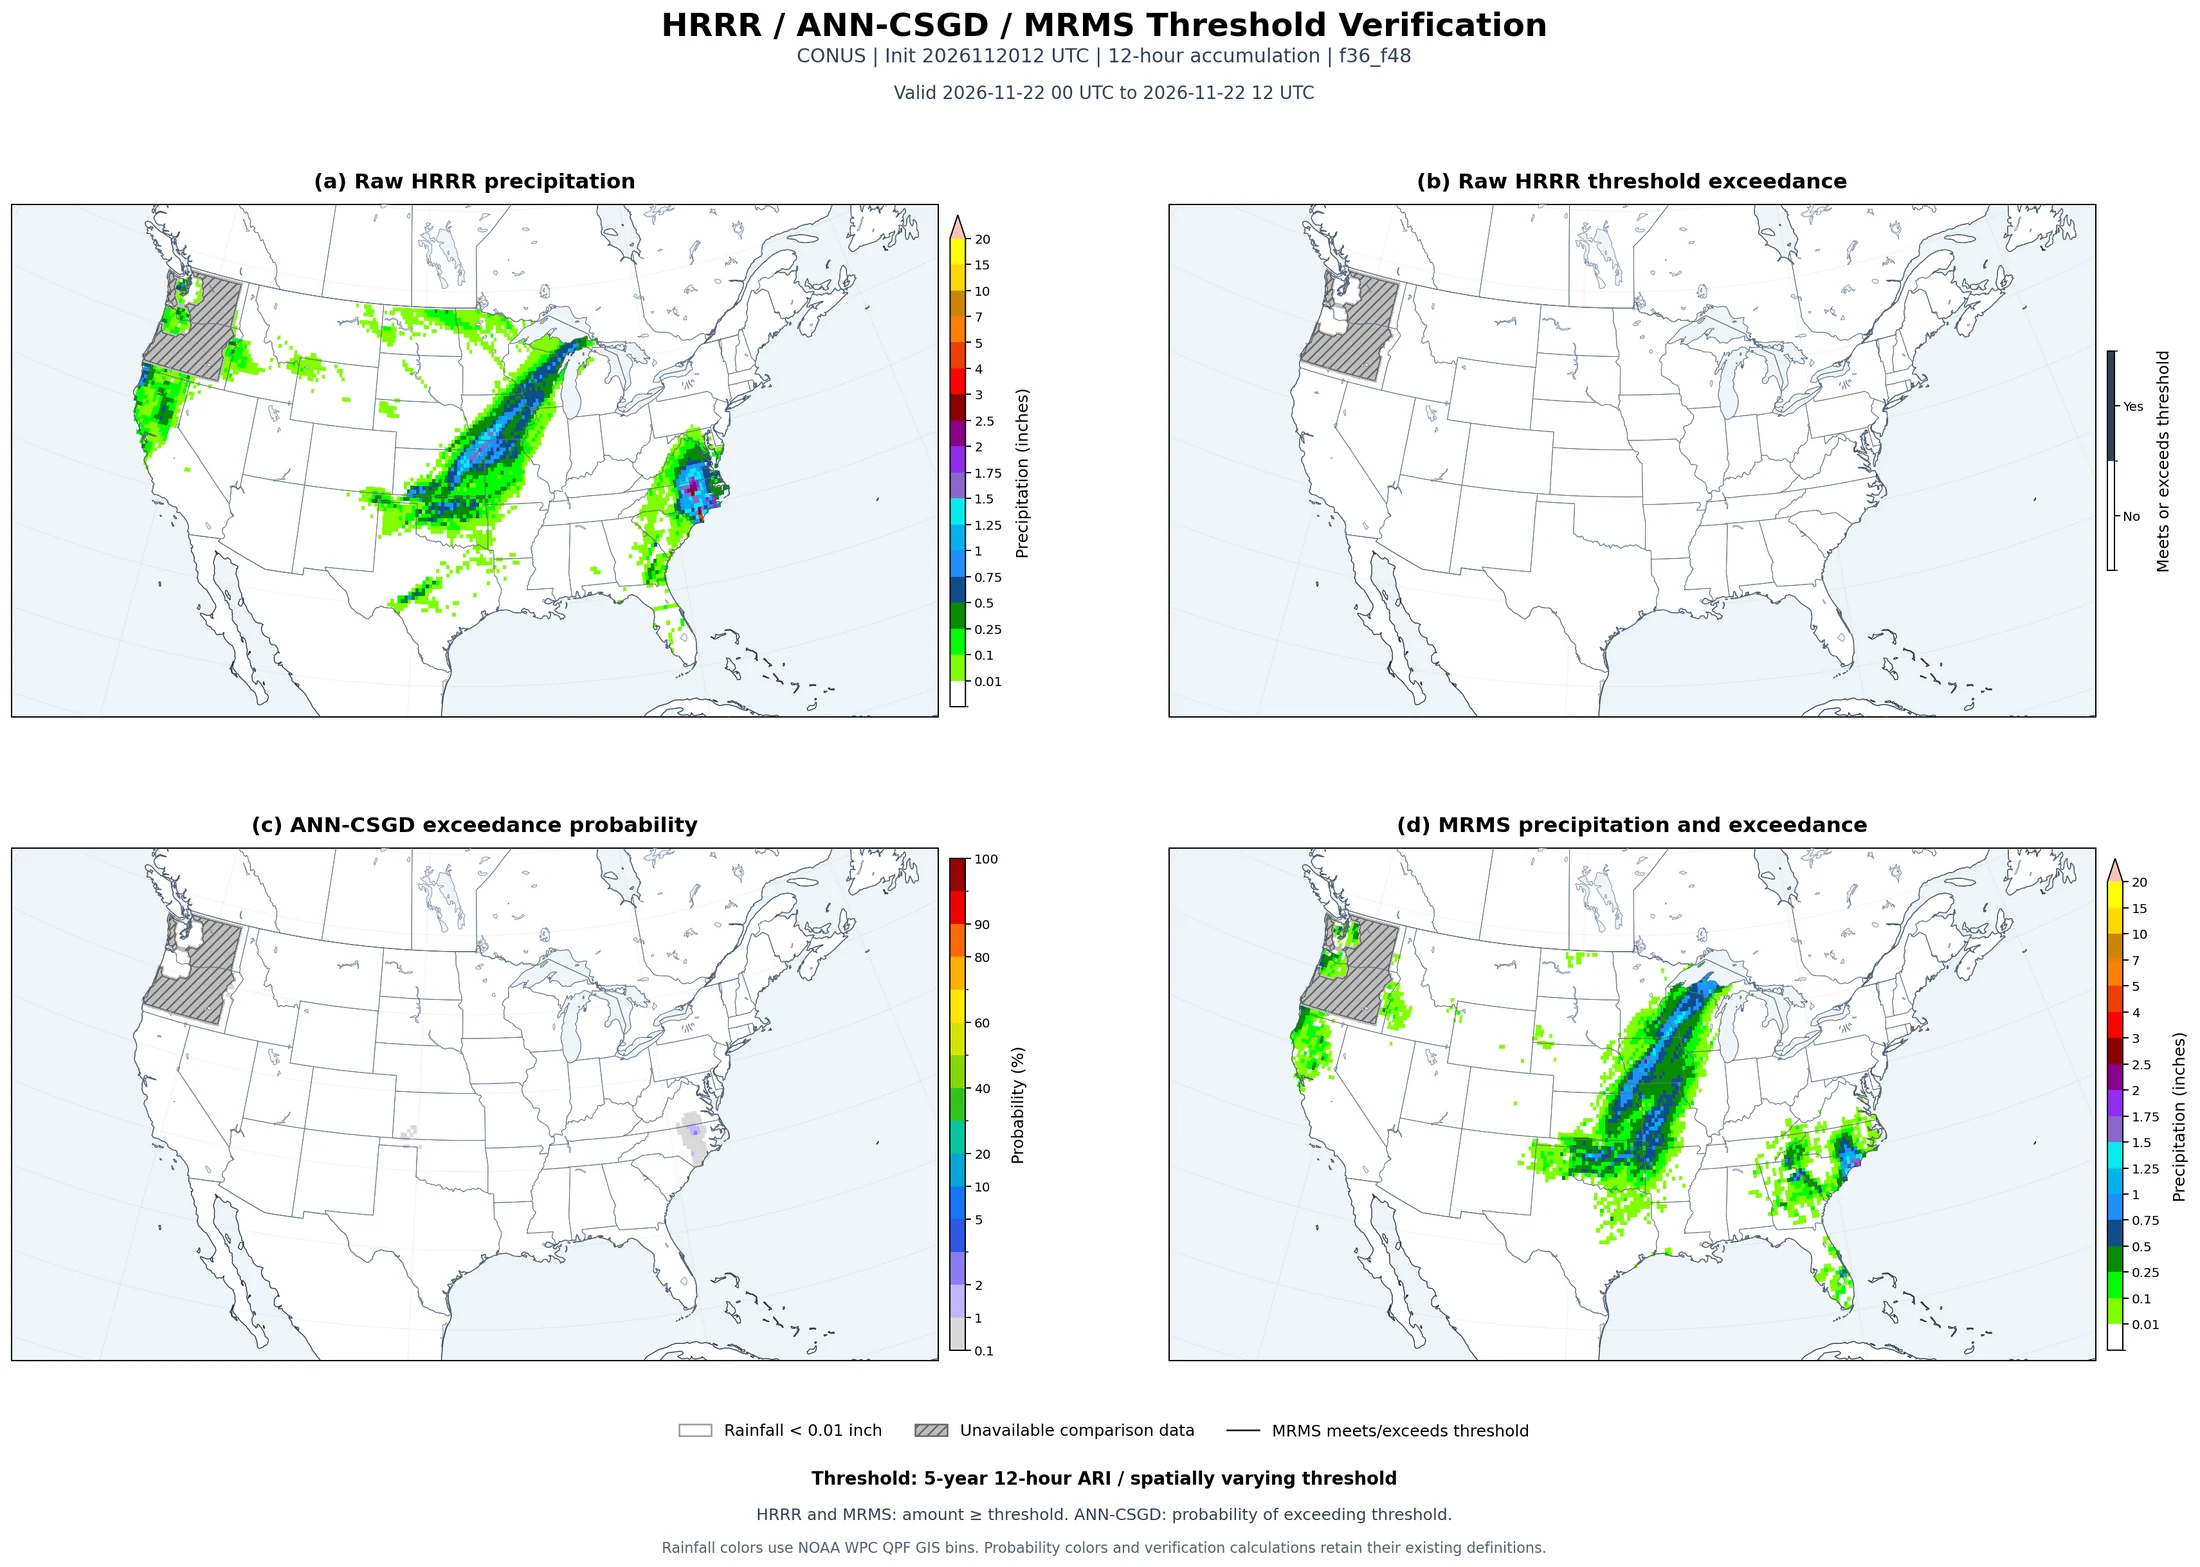 HRRR / ANN-CSGD / MRMS Threshold Verification
CONUS | Init 2026112012 UTC | 12-hour accumulation | f36_f48
Valid 2026-11-22 00 UTC to 2026-11-22 12 UTC
(a) Raw HRRR precipitation
20
15
10
7
5
4
3
2.5
2
1.75
1.5
1.25
1
0.75
0.5
0.25
0.1
0.01
Precipitation (inches)
(b) Raw HRRR threshold exceedance
Yes
No
Meets or exceeds threshold
(c) ANN-CSGD exceedance probability
100
90
80
60
40
20
10
5
2
1
0.1
Probability (%)
(d) MRMS precipitation and exceedance
20
15
10
7
5
4
3
2.5
2
1.75
1.5
1.25
1
0.75
0.5
0.25
0.1
0.01
Precipitation (inches)
Rainfall < 0.01 inch
Unavailable comparison data
MRMS meets/exceeds threshold
Threshold: 5-year 12-hour ARI / spatially varying threshold
HRRR and MRMS: amount ≥ threshold. ANN-CSGD: probability of exceeding threshold.
Rainfall colors use NOAA WPC QPF GIS bins. Probability colors and verification calculations retain their existing definitions.